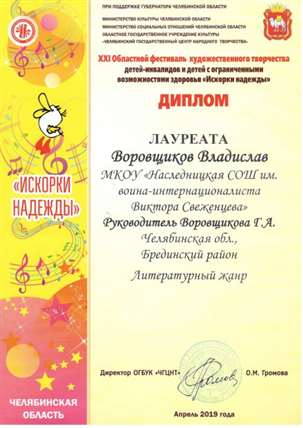 ПРИ ПОДДЕРЖКЕ ГУБЕРНАТОРА ЧЕЛЯБИНСКОЙ ОБЛАСТИ
МИНИСТЕРСТВО КУЛЬТУРЫ ЧЕЛЯБИНСКОЙ ОБЛАСТИ
МИНИСТЕРСТВО СОЦИАЛЬНЫХ ОТНОШЕНИЙ ЧЕЛЯБИНСКОЙ ОБЛАСТИ
ОБЛАСТНОЕ ГОСУДАРСТВЕННОЕ УЧРЕЖДЕНИЕ КУЛЬТУРЫ
«ЧЕЛЯБИНСКИЙ ГОСУДАРСТВЕННЫЙ ЦЕНТР НАРОДНОГО ТВОРЧЕСТВА»
XXI Областной фестиваль художественного творчества
детей-инвалидов и детей с ограниченными
возможностями здоровья «Искорки надежды»
ДИПЛОМ
ЛАУРЕАТА
Воровщиков Владислав
МКОУ «Наследницкая СОШ им.
воина-интернационалиста
Виктора Свеженцева»
Руководитель Воровщикова Г.А.
Челябинская обл.,
Брединский район
Литературный жанр
«ИСКОРКИ
НАДЕЖДЫ»
Директор ОГБУК «ЧГЦНТ»
О.М. Громова
ЧЕЛЯБИНСКАЯ
ОБЛАСТЬ
Апрель 2019 года